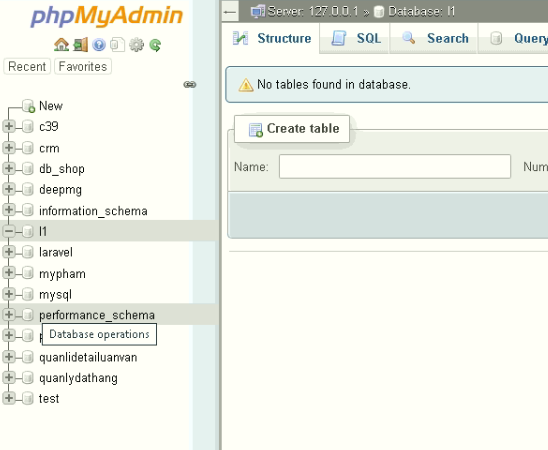 phpMyAdmin
Recent Favorites
New
c39
crm
db_shop
deepmg
information_schema
l1
laravel
mypham
mysql
performance_schema
Database operations
quanlidetailuanvan
quanlydathang
test
Server: 127.0.0.1 » Database: l1
Structure SQL Search Query
No tables found in database.
Create table
Name: Num